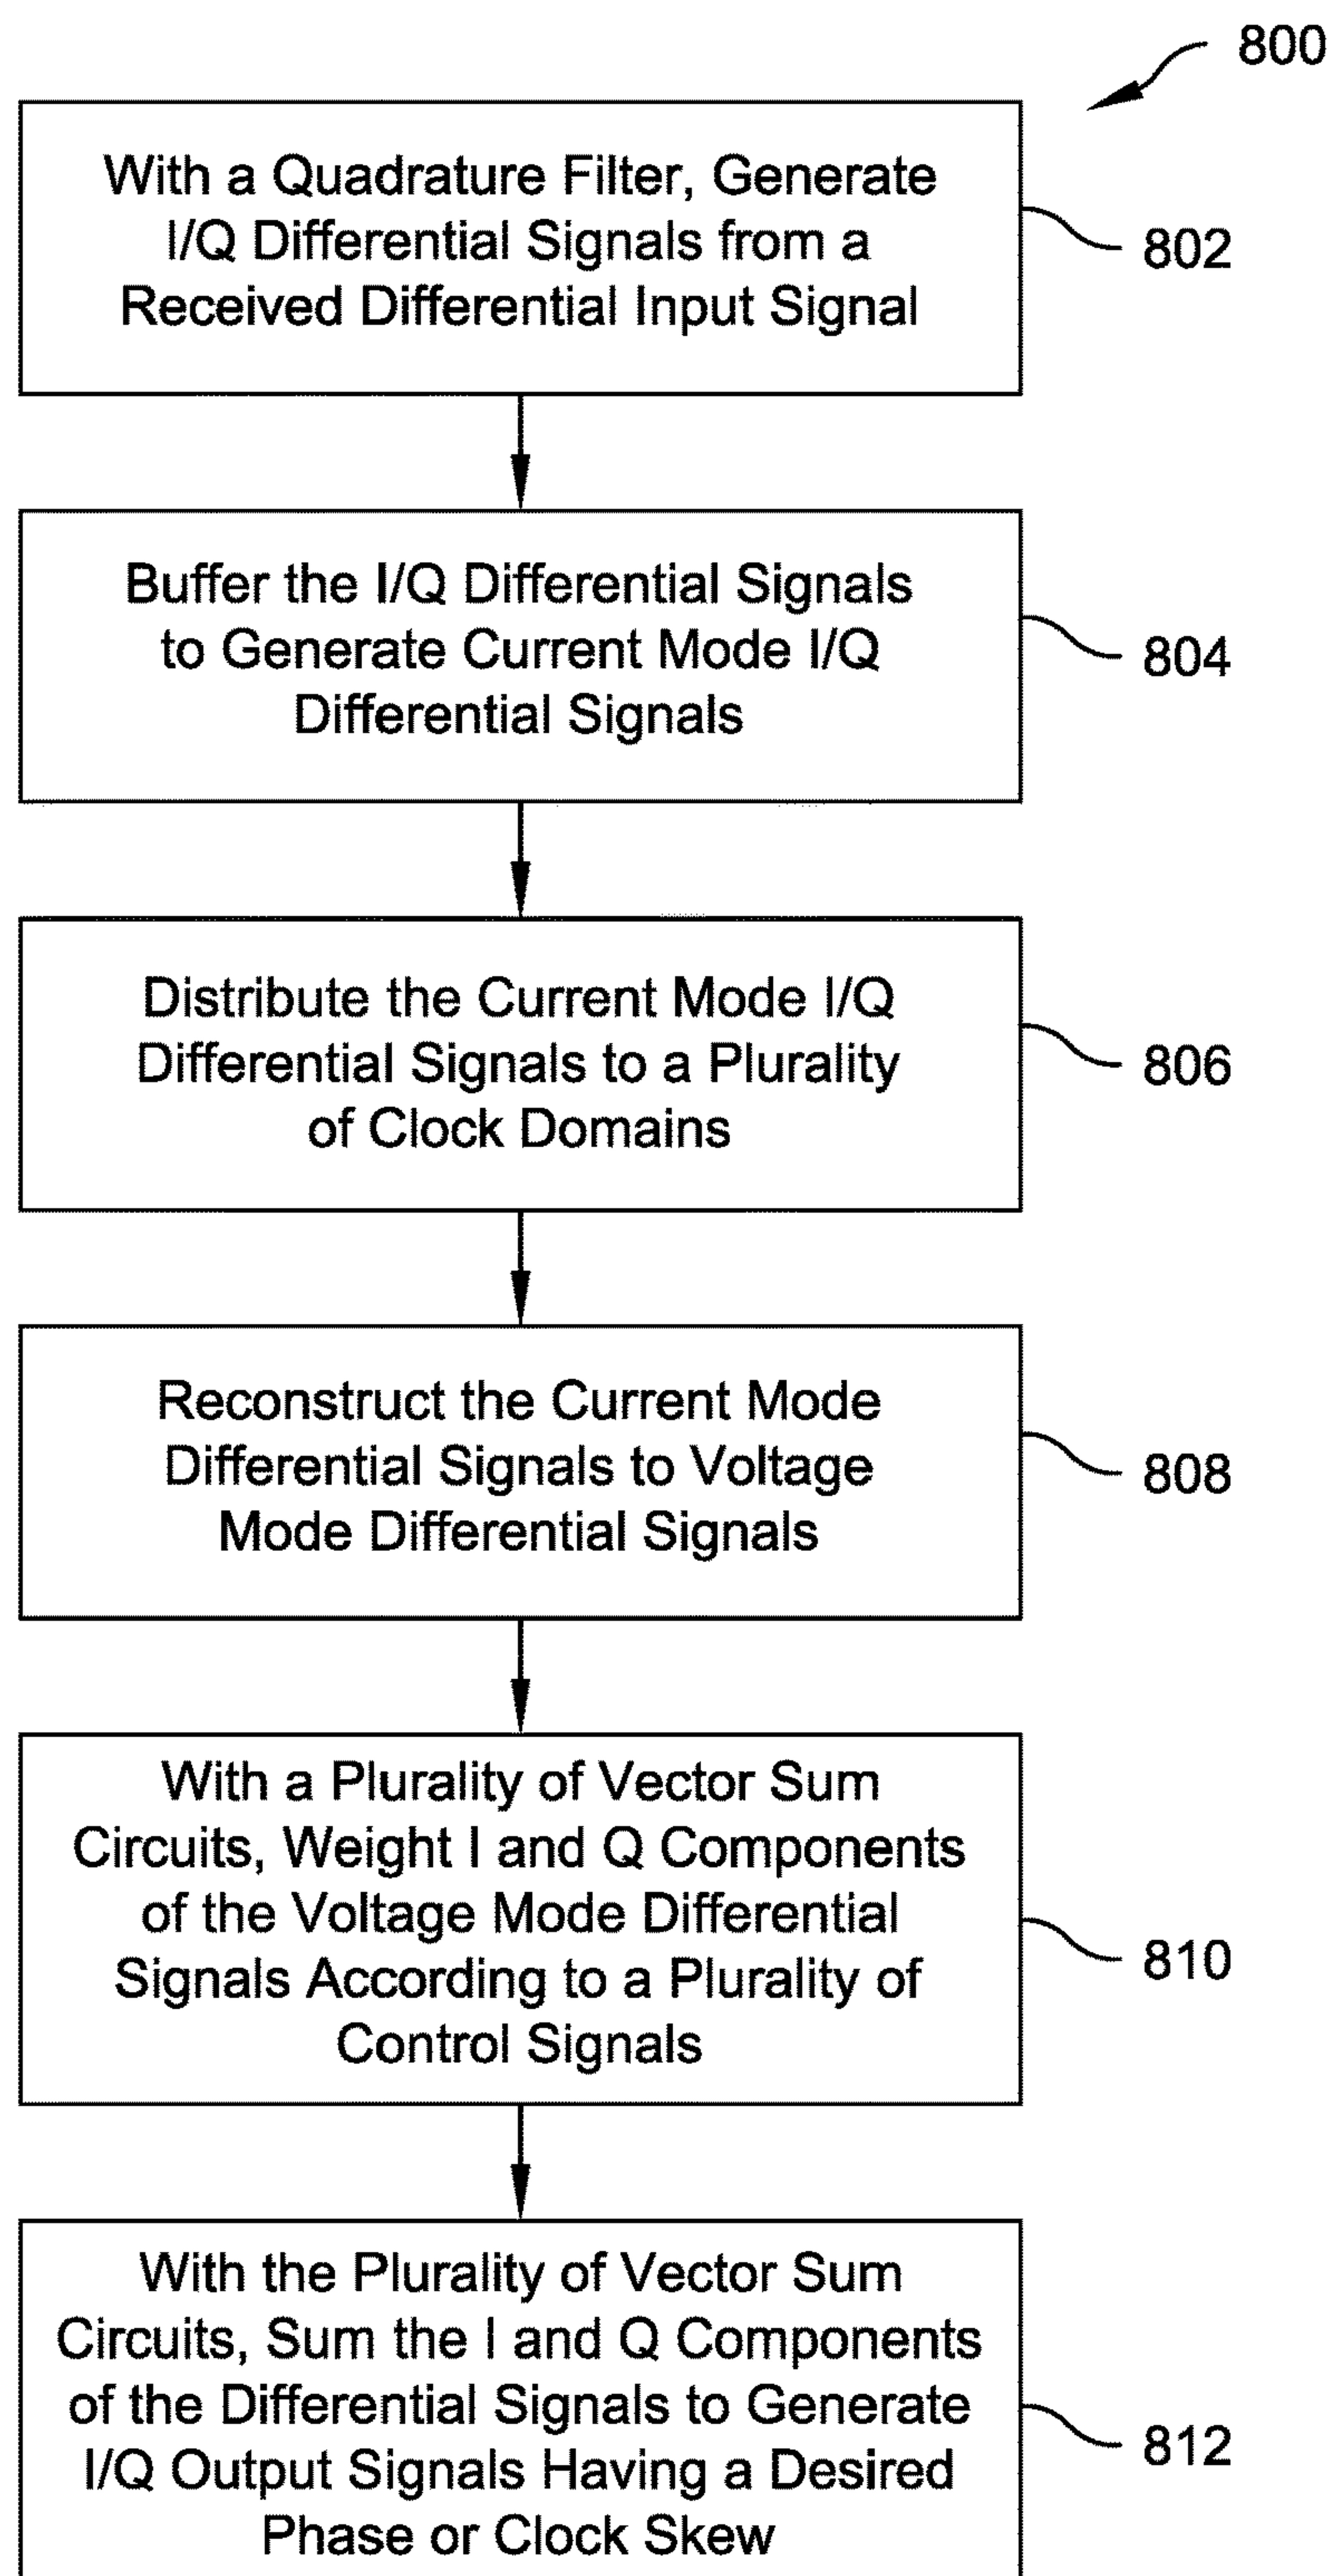 800
With a Quadrature Filter, Generate
I/Q Differential Signals from a
Received Differential Input Signal
802
Buffer the I/Q Differential Signals
to Generate Current Mode I/Q
Differential Signals
804
Distribute the Current Mode I/Q
Differential Signals to a Plurality
of Clock Domains
806
Reconstruct the Current Mode
Differential Signals to Voltage
Mode Differential Signals
808
With a Plurality of Vector Sum
Circuits, Weight I and Q Components
of the Voltage Mode Differential
Signals According to a Plurality of
Control Signals
810
With the Plurality of Vector Sum
Circuits, Sum the I and Q Components
of the Differential Signals to Generate
I/Q Output Signals Having a Desired
Phase or Clock Skew
812